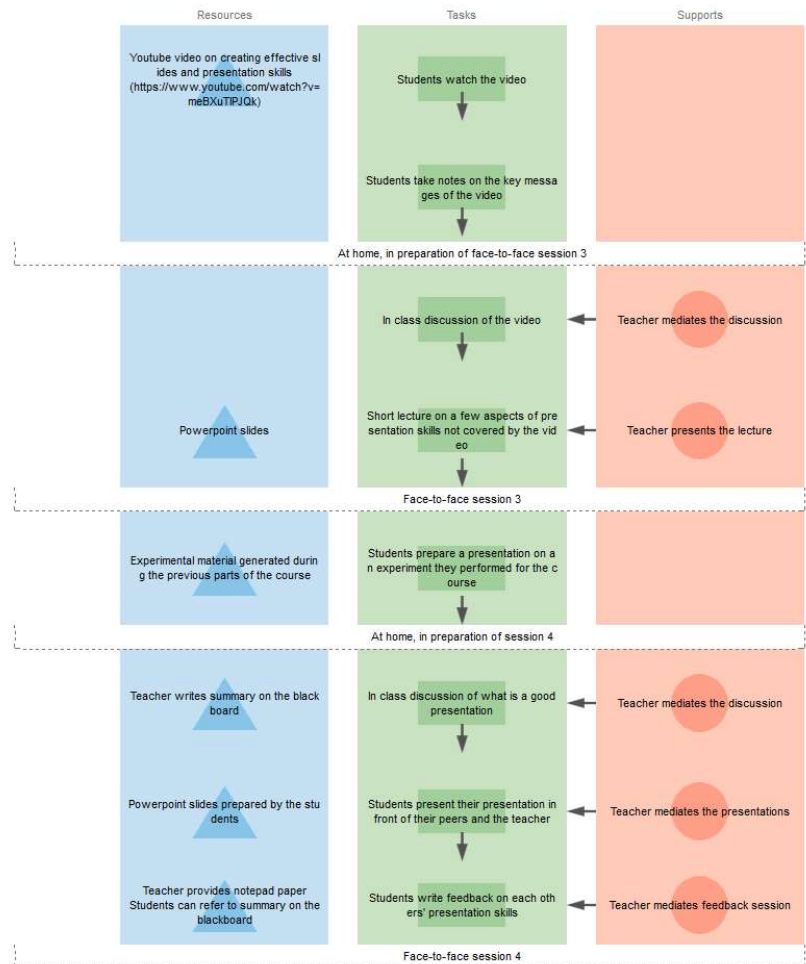 Resources
Tasks
Supports
Youtube video on creating effective sl
ides and presentation skills
(https://www.youtube.com/watch?v=
meBXuTIPJQk)
Students watch the video
Students take notes on the key messa
ges of the video
At home, in preparation of face-to-face session 3
In class discussion of the video
Teacher mediates the discussion
Powerpoint slides
Short lecture on a few aspects of pre
sentation skills not covered by the vid
eo
Teacher presents the lecture
Face-to-face session 3
Experimental material generated durin
g the previous parts of the course
Students prepare a presentation on a
n experiment they performed for the c
ourse
At home, in preparation of session 4
Teacher writes summary on the black
board
In class discussion of what is a good
presentation
Teacher mediates the discussion
Powerpoint slides prepared by the stu
dents
Students present their presentation in
front of their peers and the teacher
Teacher mediates the presentations
Teacher provides notepad paper
Students can refer to summary on the
blackboard
Students write feedback on each oth
ers' presentation skills
Teacher mediates feedback session
Face-to-face session 4